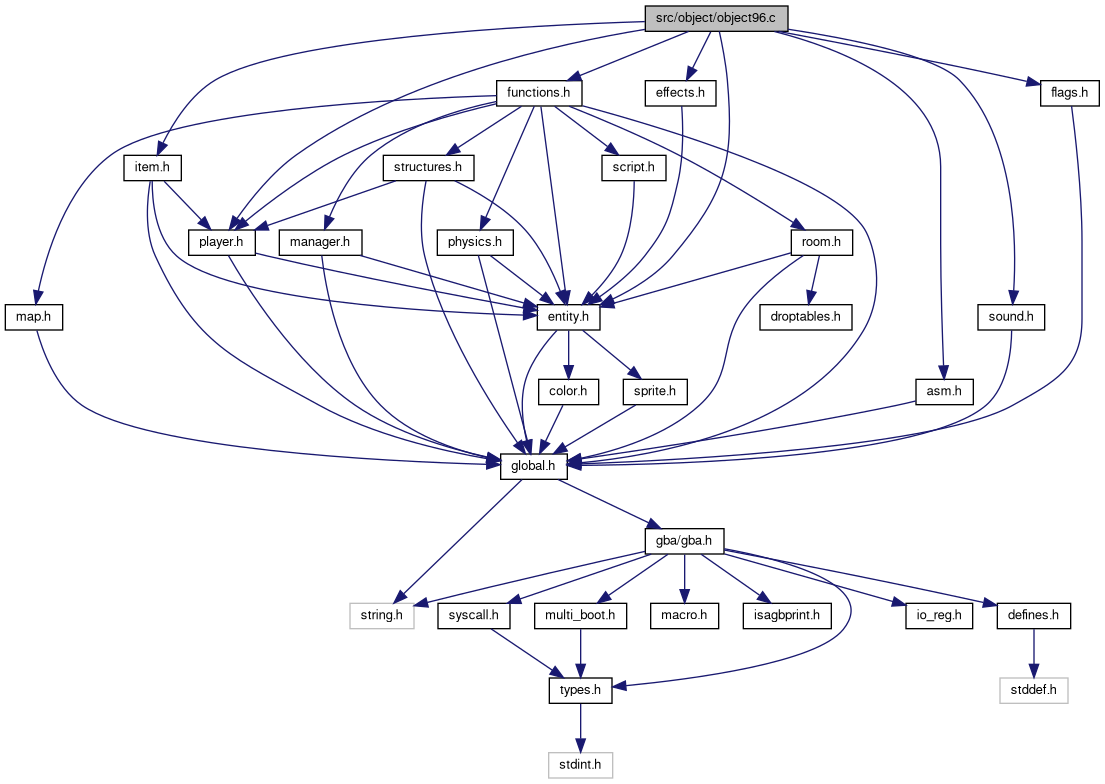 src/object/object96.c
functions.h
effects.h
flags.h
item.h
structures.h
script.h
player.h
manager.h
physics.h
room.h
map.h
entity.h
droptables.h
sound.h
color.h
sprite.h
asm.h
global.h
gba/gba.h
string.h
syscall.h
multi_boot.h
macro.h
isagbprint.h
io_reg.h
defines.h
types.h
stddef.h
stdint.h